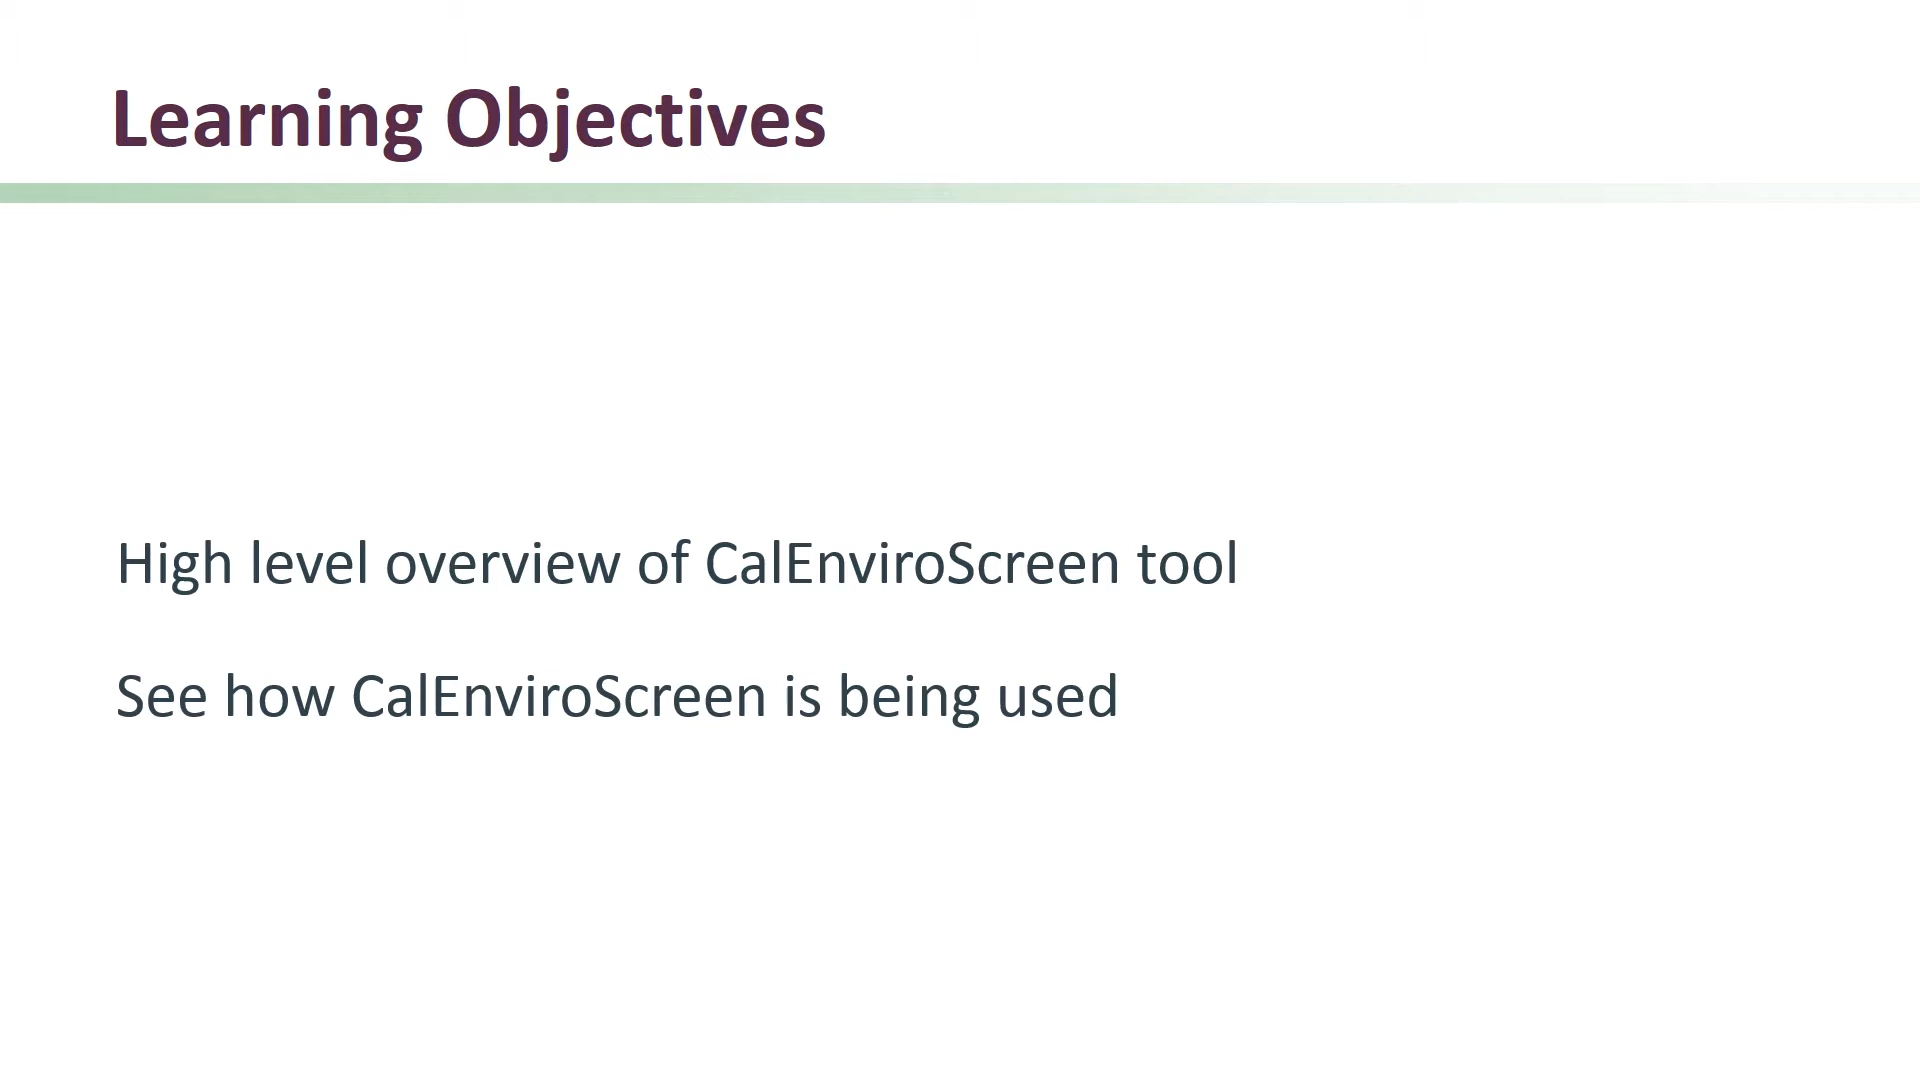 Learning Objectives
High level overview of CalEnviroScreen tool
See how CalEnviroScreen is being used